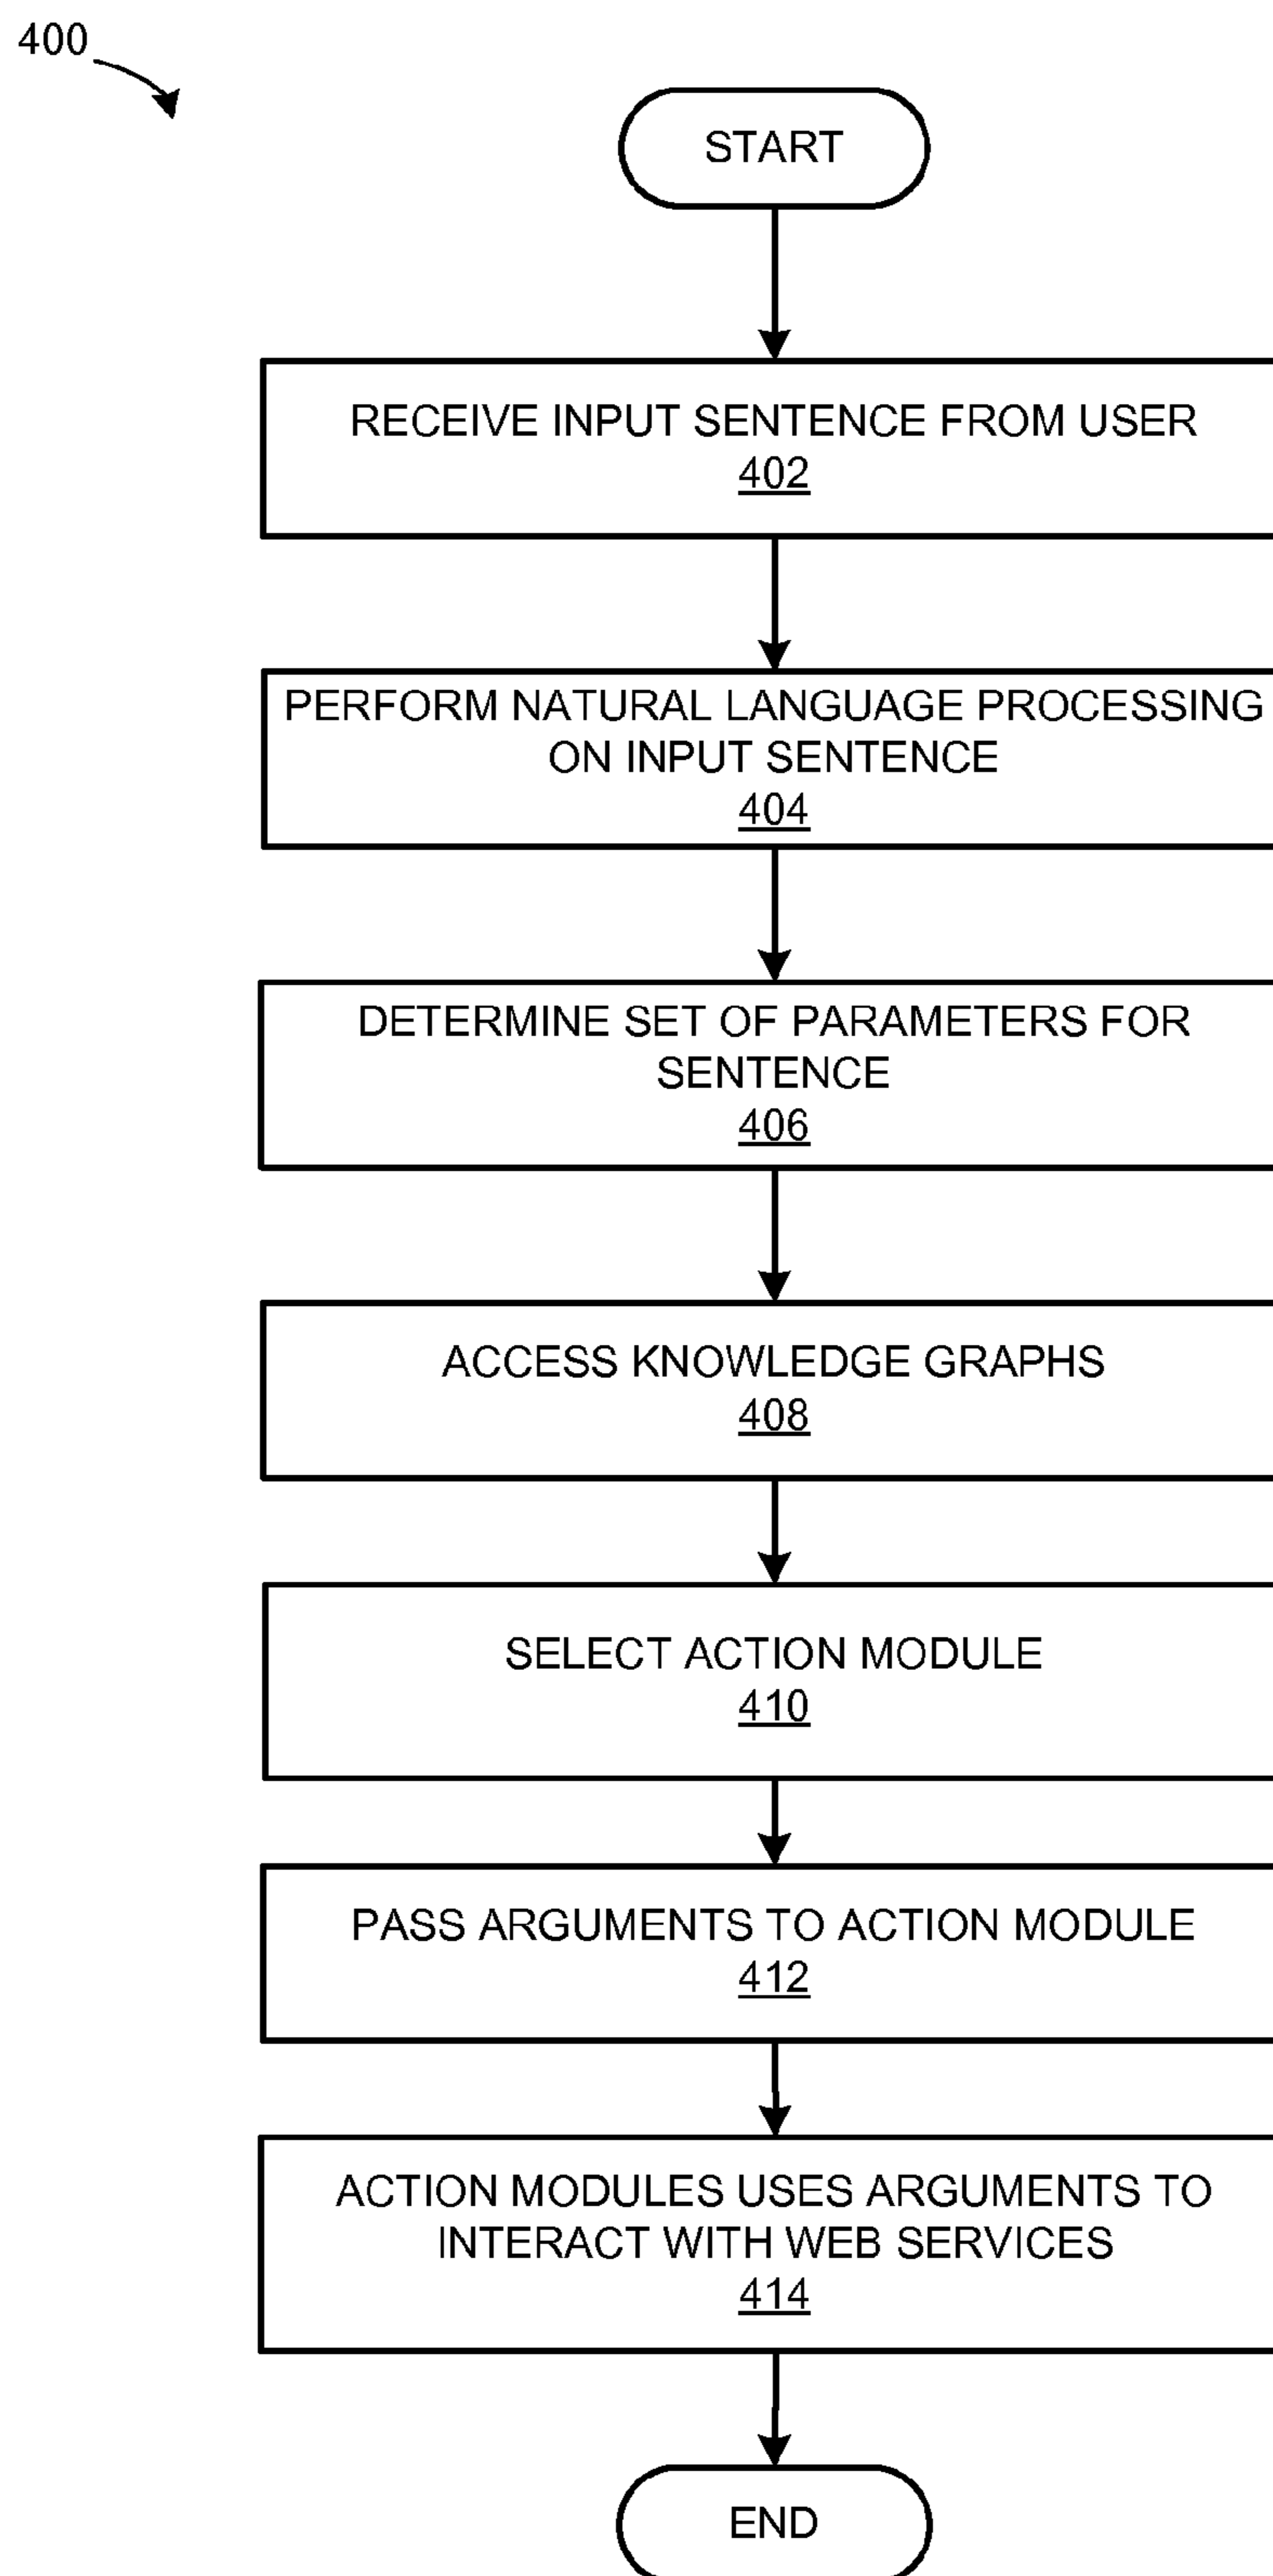 400
START
RECEIVE INPUT SENTENCE FROM USER
402
PERFORM NATURAL LANGUAGE PROCESSING
ON INPUT SENTENCE
404
DETERMINE SET OF PARAMETERS FOR
SENTENCE
406
ACCESS KNOWLEDGE GRAPHS
408
SELECT ACTION MODULE
410
PASS ARGUMENTS TO ACTION MODULE
412
ACTION MODULES USES ARGUMENTS TO
INTERACT WITH WEB SERVICES
414
END